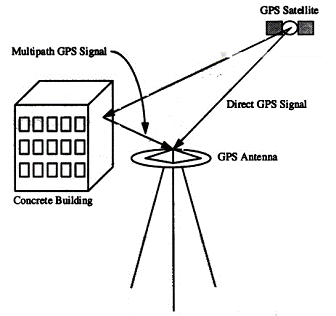 GPS Satellite
Multipath GPS Signal
Direct GPS Signal
GPS Antenna
Concrete Building